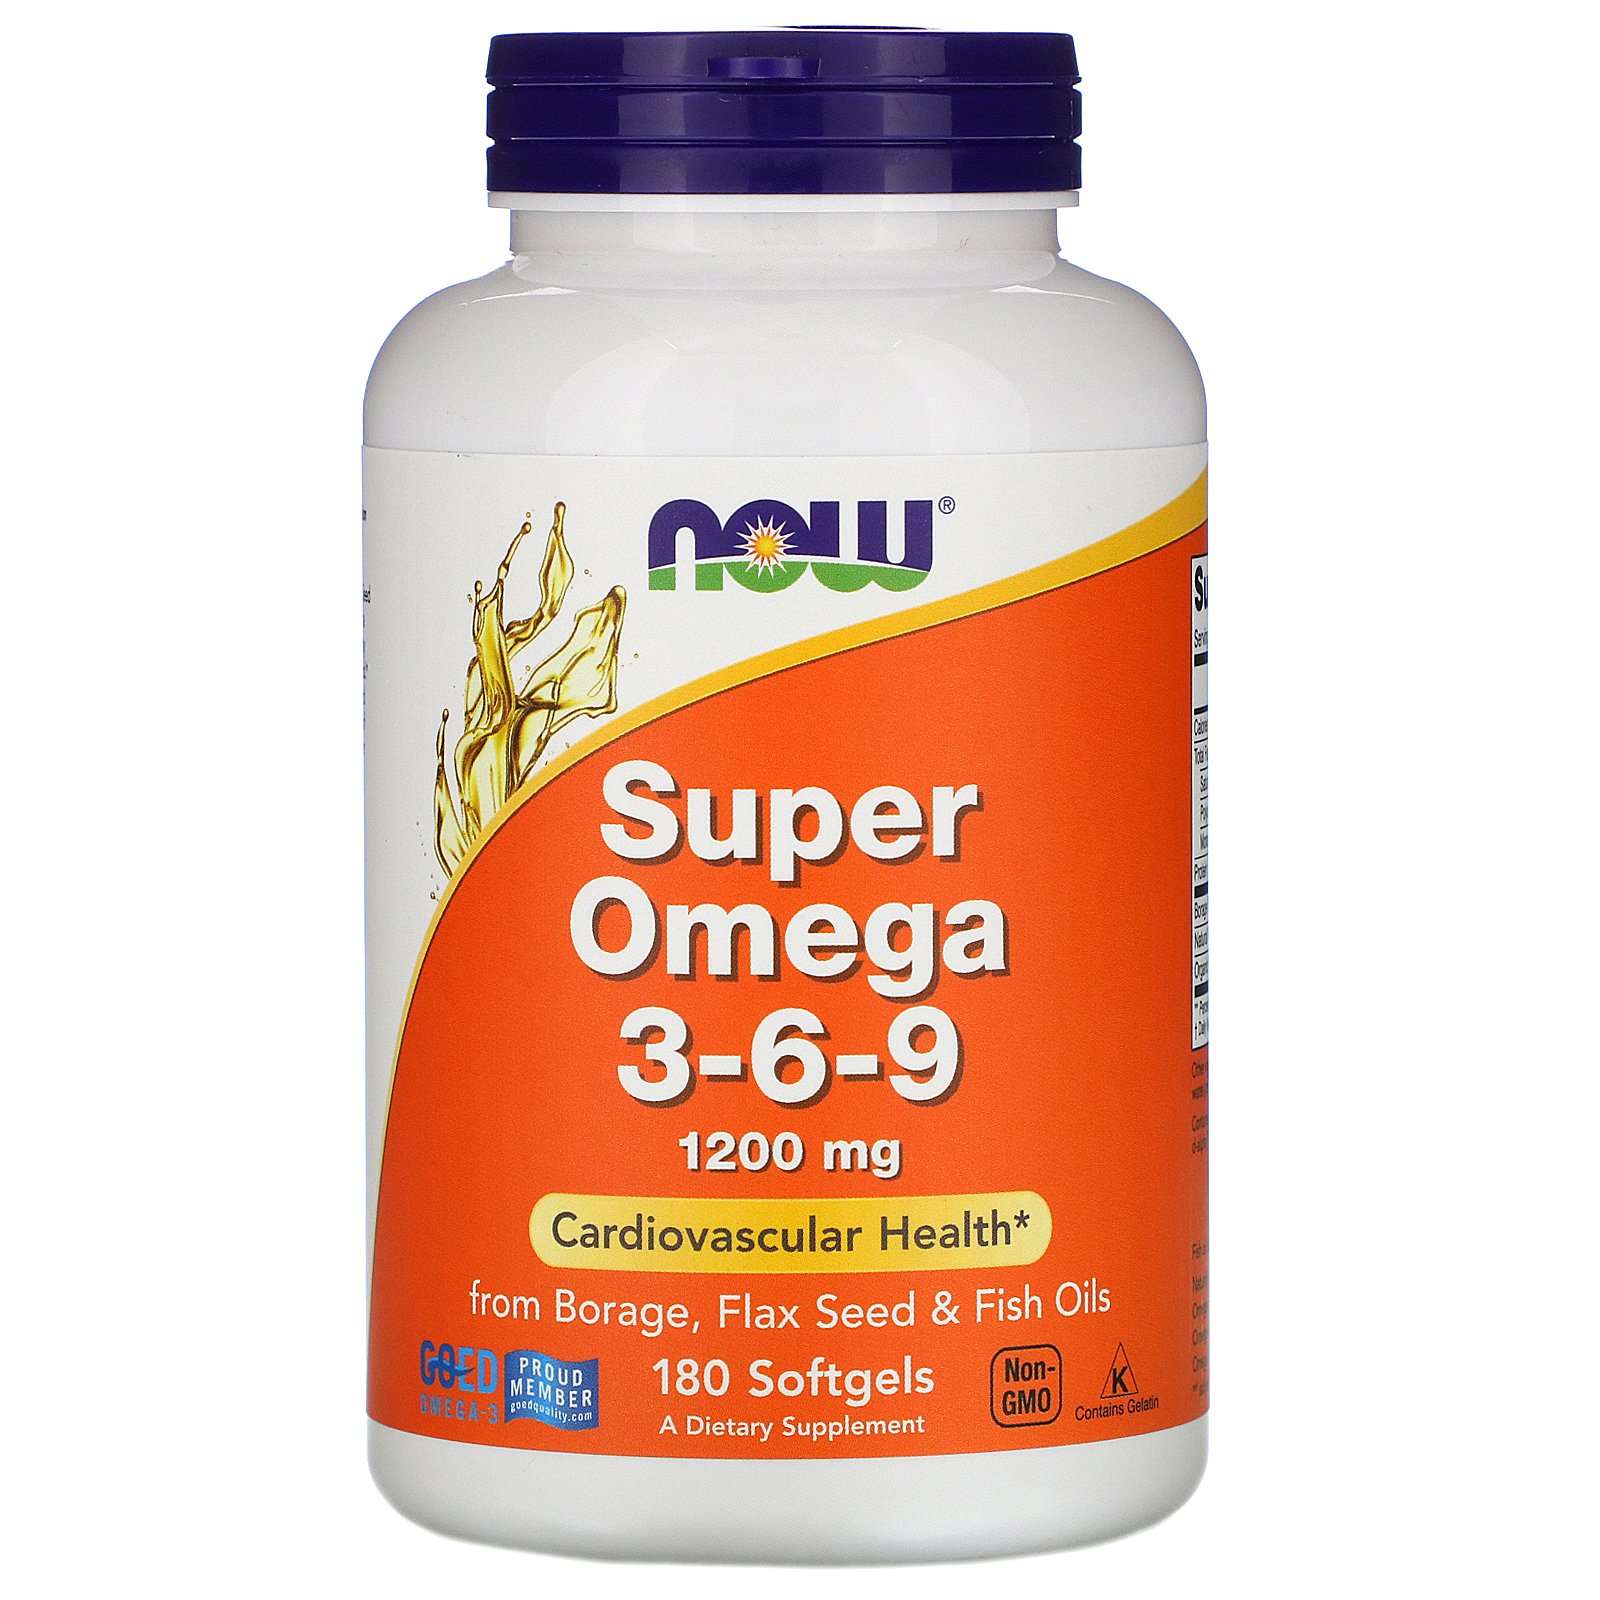 now®
Super
Omega
3-6-9
1200 mg
Cardiovascular Health*
from Borage, Flax Seed & Fish Oils
GOED
OMEGA-3
PROUD
MEMBER
goedquality.com
180 Softgels
A Dietary Supplement
Non-
GMO
K
Contains Gelatin